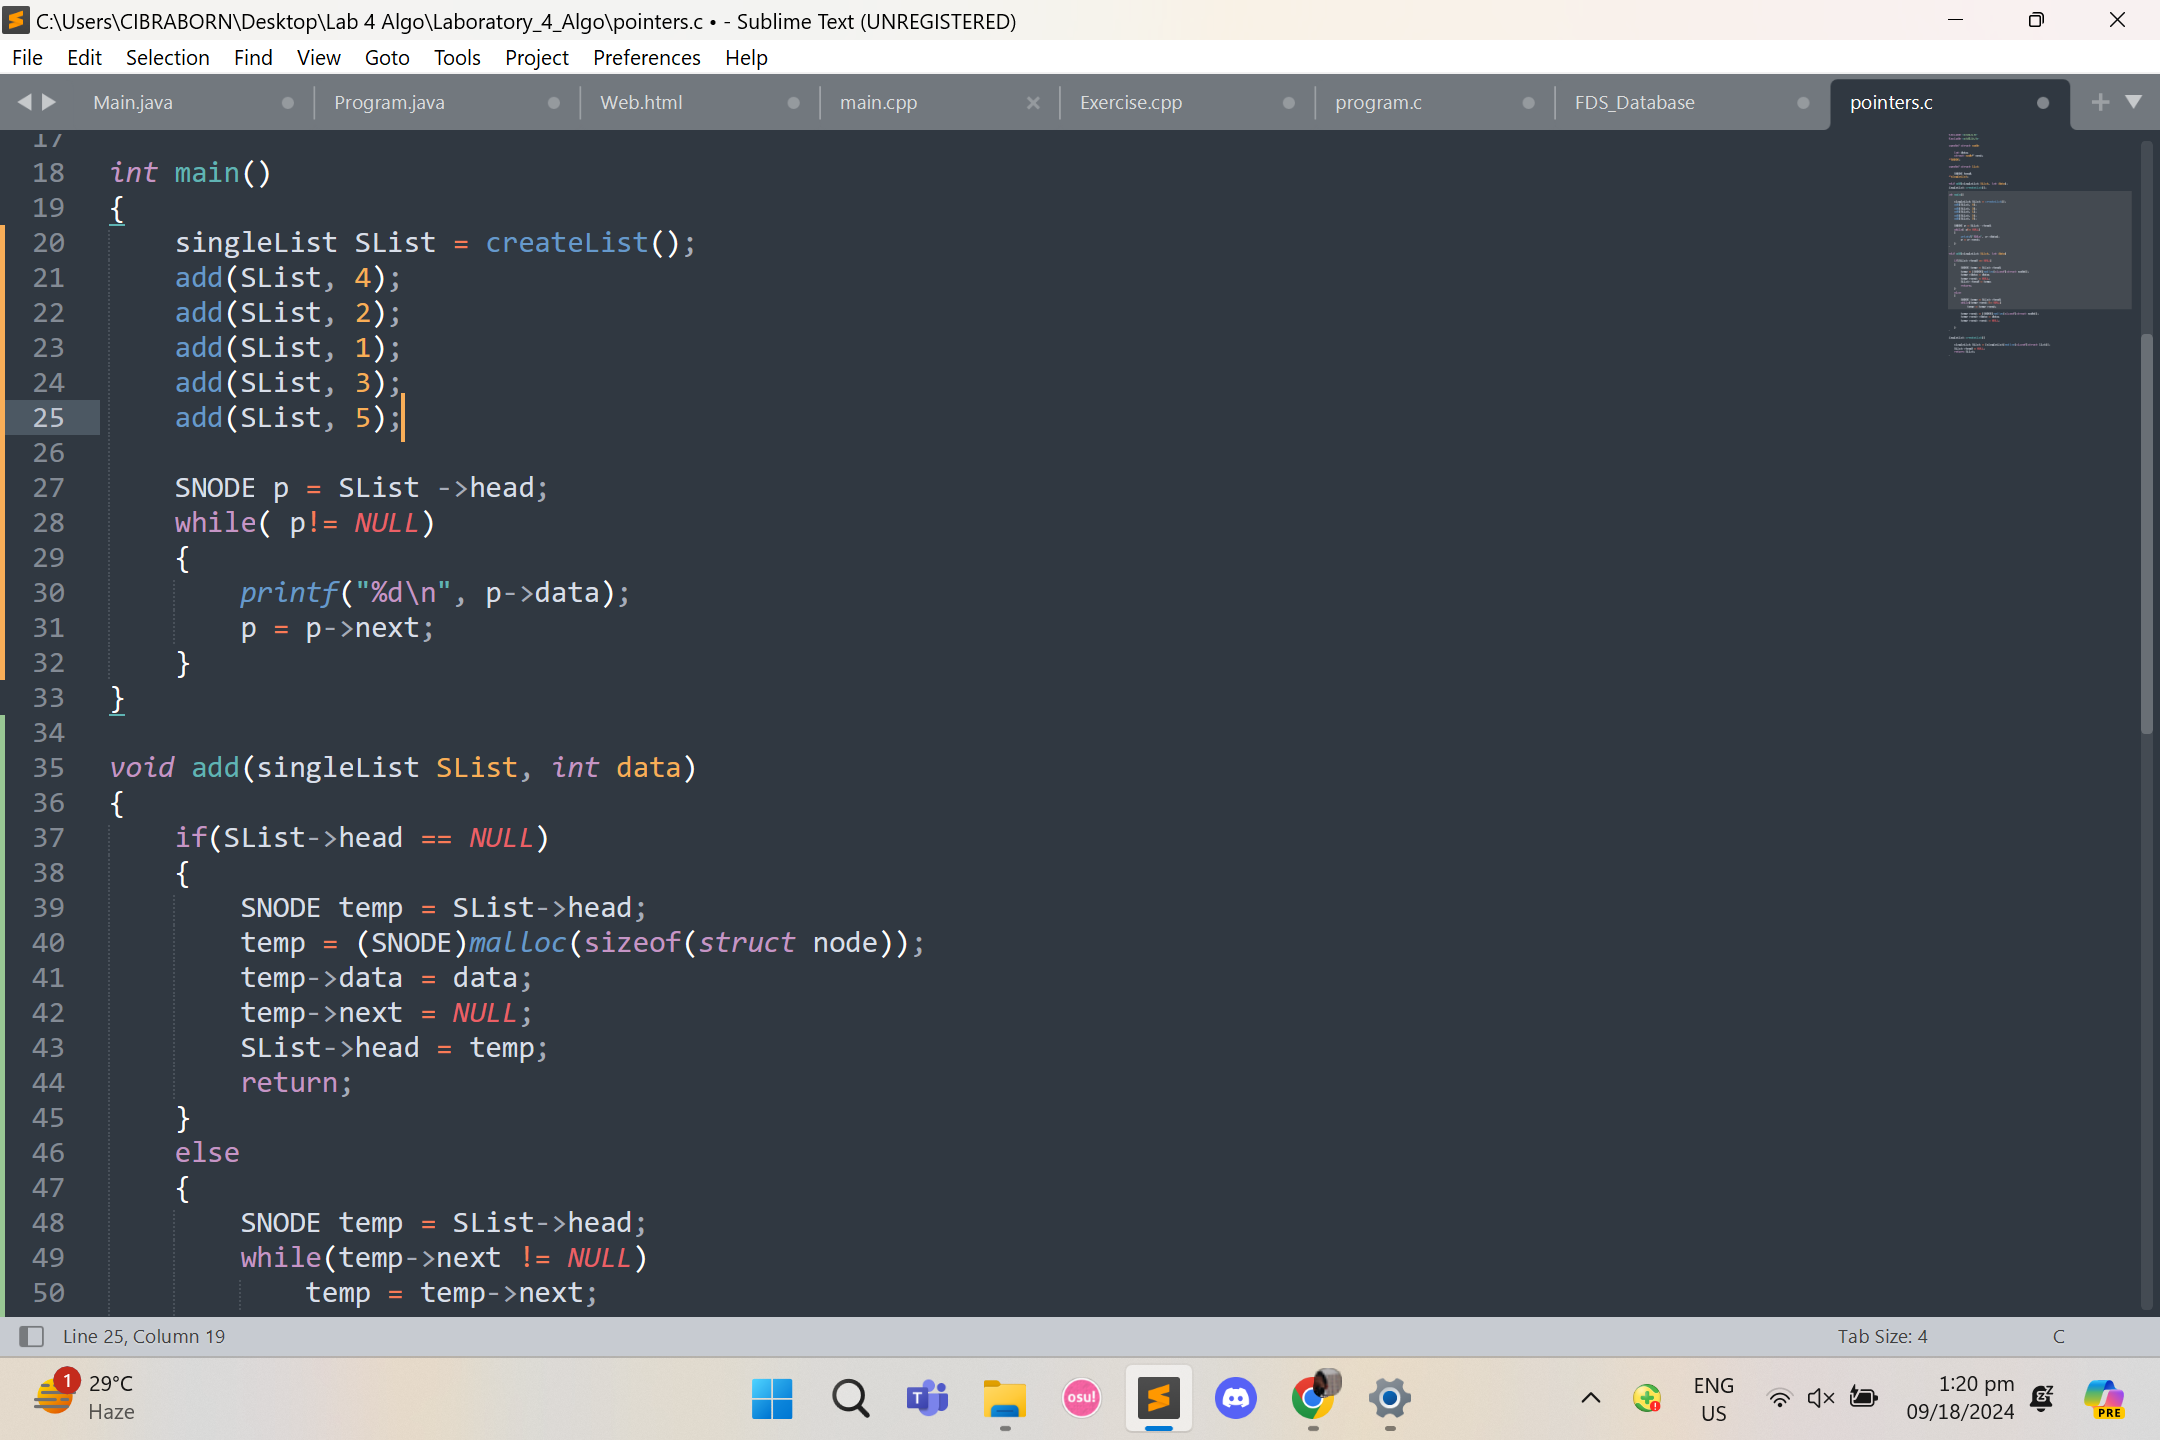 C:\Users\CIBRABORN\Desktop\Lab 4 Algo\Laboratory_4_Algo\pointers.c • - Sublime Text (UNREGISTERED)
File Edit Selection Find View Goto Tools Project Preferences Help
Main.java Program.java Web.html main.cpp Exercise.cpp program.c FDS_Database pointers.c
17
18 int main()
19 {
20 singleList SList = createList();
21 add(SList, 4);
22 add(SList, 2);
23 add(SList, 1);
24 add(SList, 3);
25 add(SList, 5);
26
27 SNODE p = SList ->head;
28 while( p!= NULL)
29 {
30 printf("%d\n", p->data);
31 p = p->next;
32 }
33 }
34
35 void add(singleList SList, int data)
36 {
37 if(SList->head == NULL)
38 {
39 SNODE temp = SList->head;
40 temp = (SNODE)malloc(sizeof(struct node));
41 temp->data = data;
42 temp->next = NULL;
43 SList->head = temp;
44 return;
45 }
46 else
47 {
48 SNODE temp = SList->head;
49 while(temp->next != NULL)
50 temp = temp->next;
Line 25, Column 19 Tab Size: 4 C
1 29°C
Haze
T osu! ENG
US
1:20 pm
09/18/2024
PRE